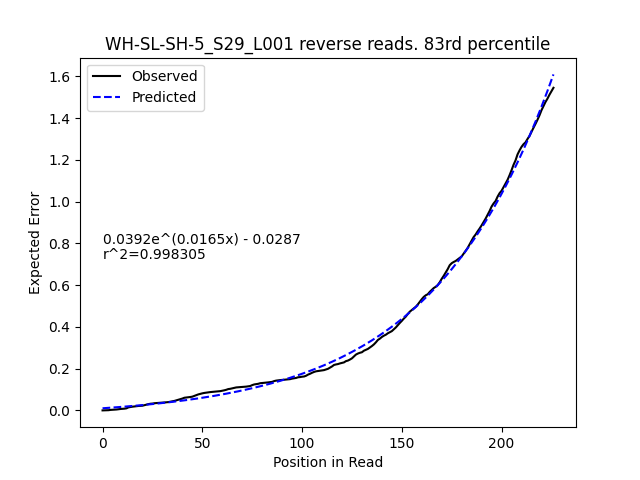 WH-SL-SH-5_S29_L001 reverse reads. 83rd percentile
Observed
Predicted
0.0392e^(0.0165x) - 0.0287
r^2=0.998305
Expected Error
1.6
1.4
1.2
1.0
0.8
0.6
0.4
0.2
0.0
0 50 100 150 200
Position in Read